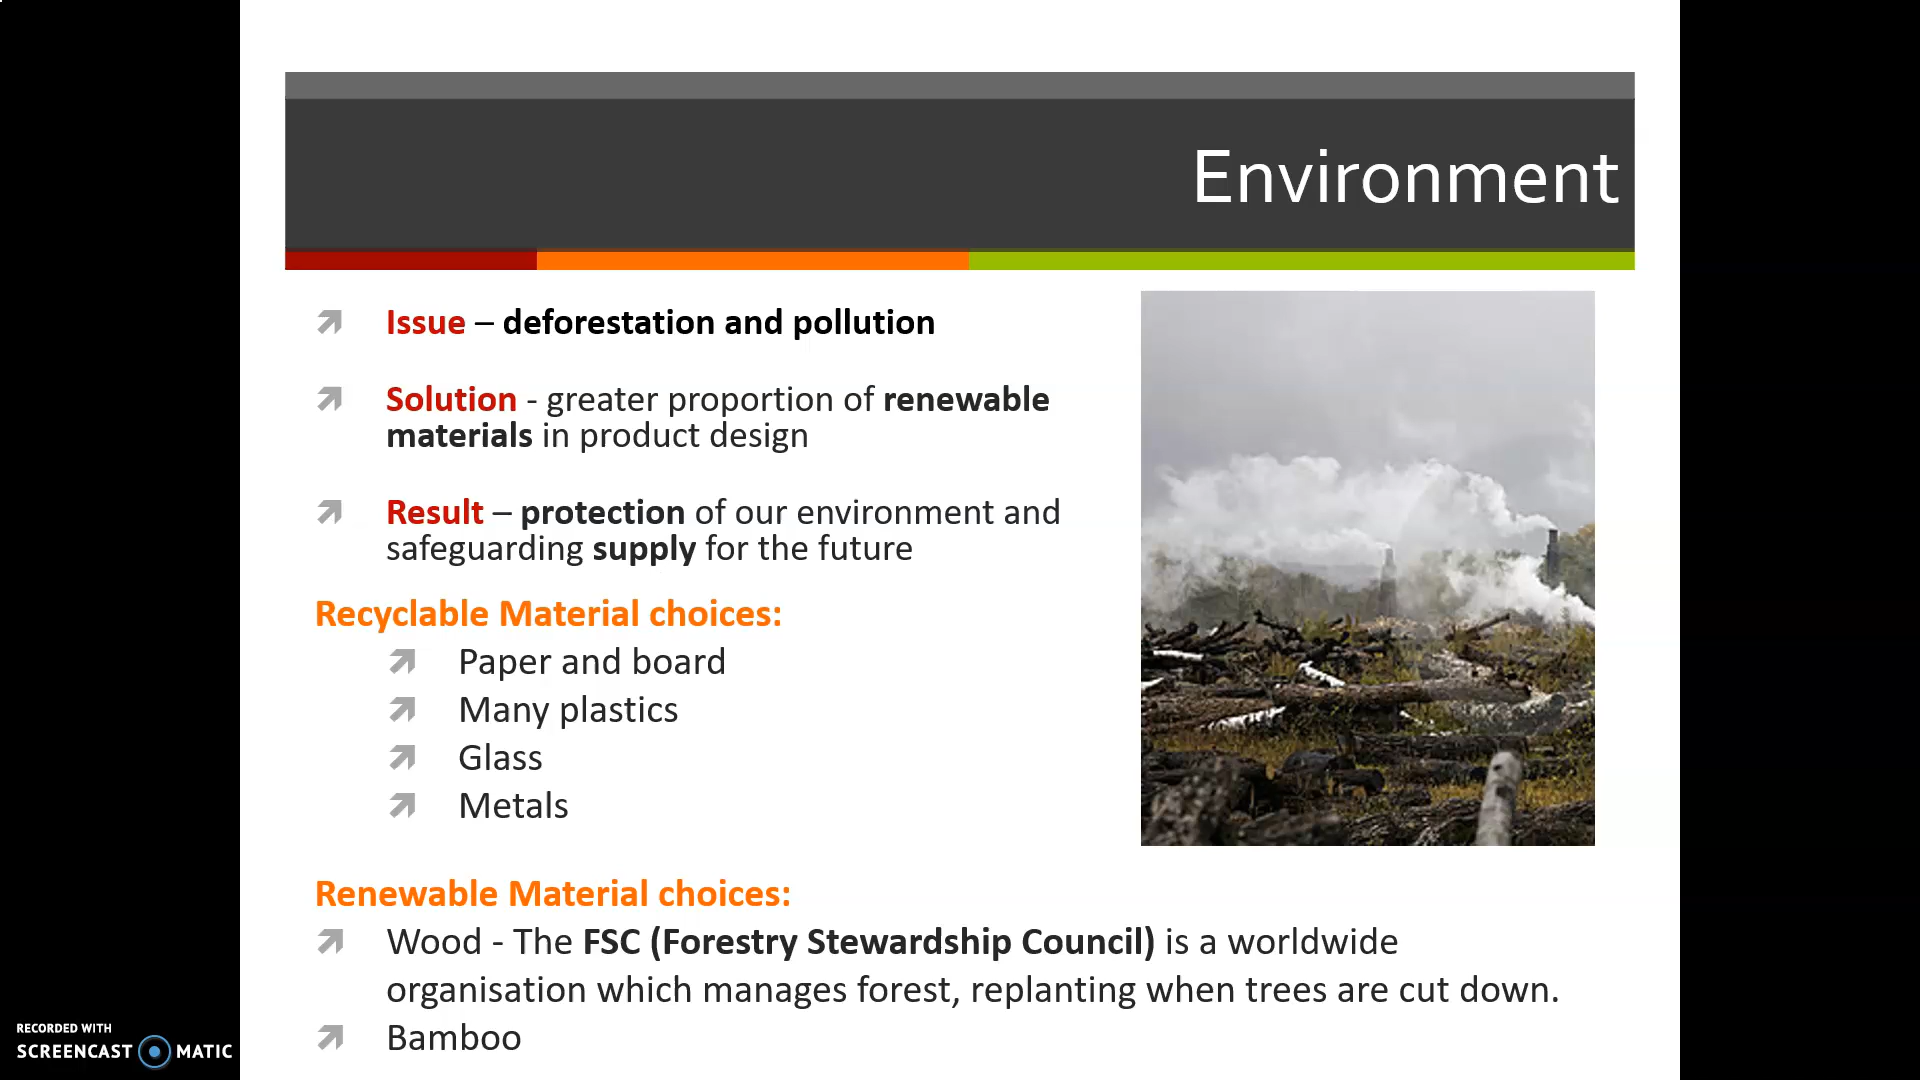 Environment
Issue – deforestation and pollution
Solution - greater proportion of renewable
materials in product design
Result – protection of our environment and
safeguarding supply for the future
Recyclable Material choices:
Paper and board
Many plastics
Glass
Metals
Renewable Material choices:
Wood - The FSC (Forestry Stewardship Council) is a worldwide
organisation which manages forest, replanting when trees are cut down.
Bamboo
RECORDED WITH
SCREENCAST MATIC